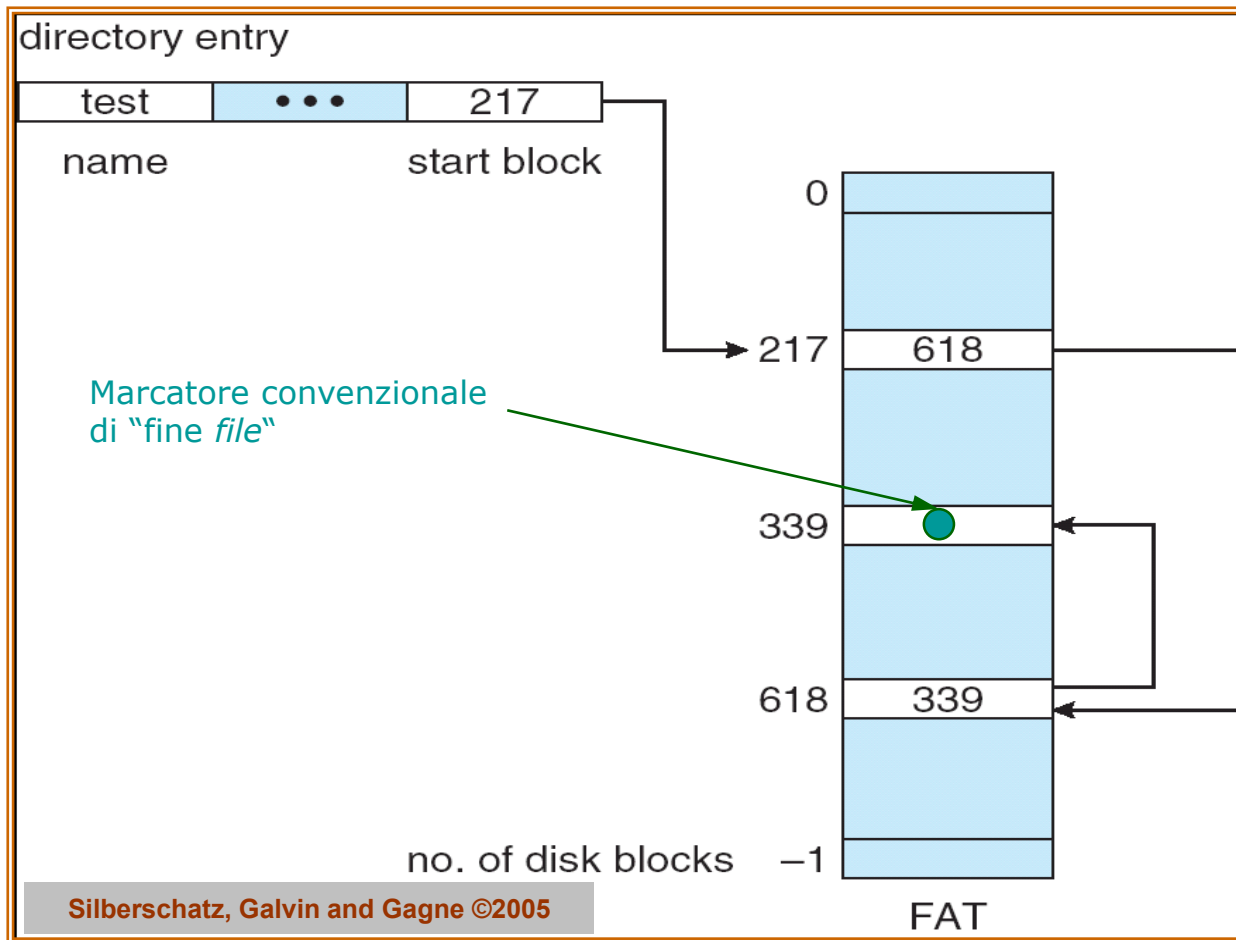 directory entry
test ••• 217
name start block
0
217 618
Marcatore convenzionale
di “fine file“
339
618 339
no. of disk blocks –1
Silberschatz, Galvin and Gagne ©2005
FAT